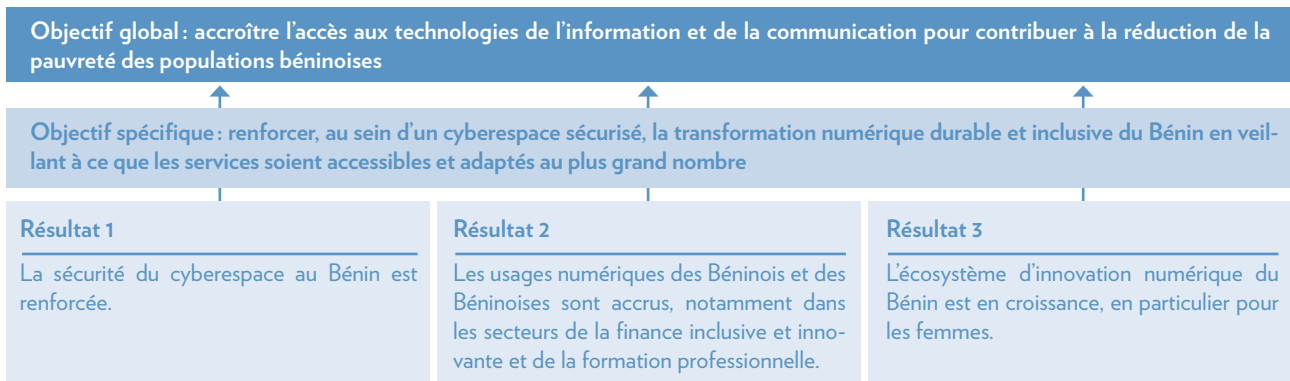 Objectif global : accroître l’accès aux technologies de l’information et de la communication pour contribuer à la réduction de la
pauvreté des populations béninoises
Objectif spécifique : renforcer, au sein d’un cyberespace sécurisé, la transformation numérique durable et inclusive du Bénin en veil-
lant à ce que les services soient accessibles et adaptés au plus grand nombre
Résultat 1
La sécurité du cyberespace au Bénin est
renforcée.
Résultat 2
Les usages numériques des Béninois et des
Béninoises sont accrus, notamment dans
les secteurs de la finance inclusive et inno-
vante et de la formation professionnelle.
Résultat 3
L’écosystème d’innovation numérique du
Bénin est en croissance, en particulier pour
les femmes.